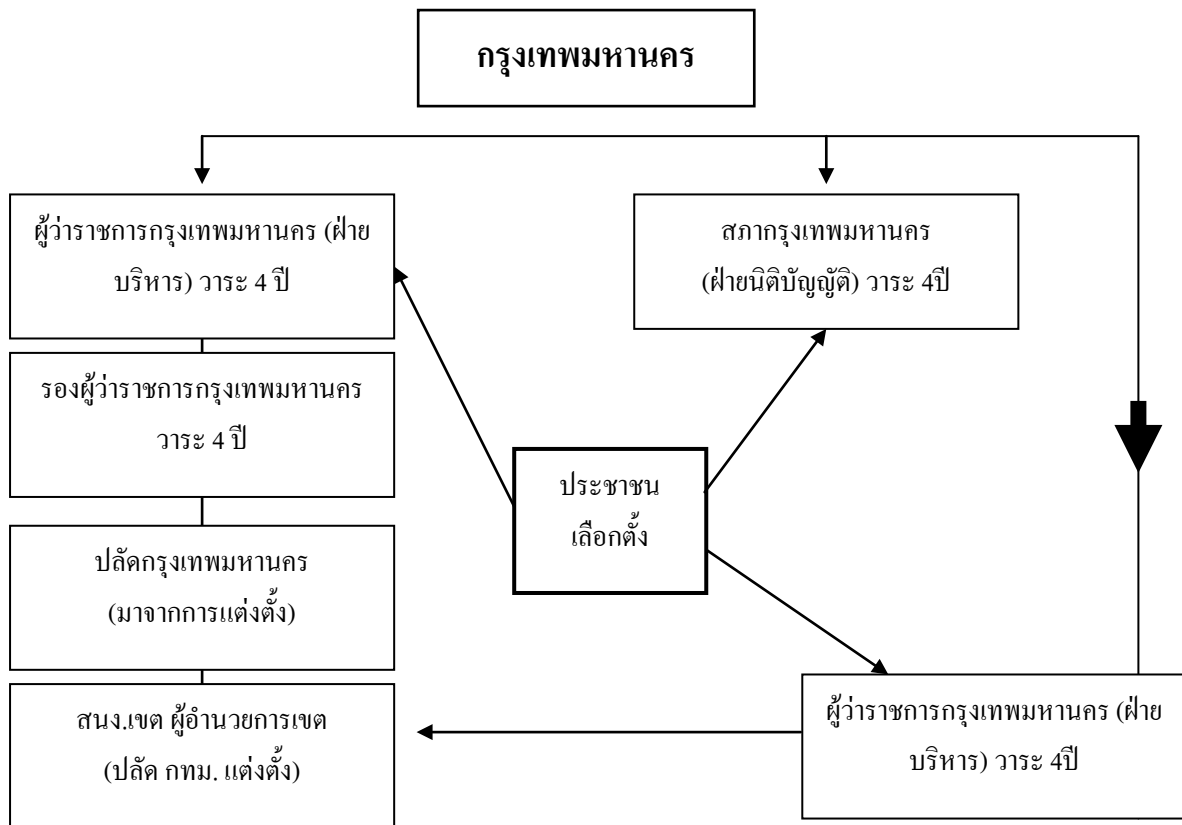 กรุงเทพมหานคร
ผู้ว่าราชการกรุงเทพมหานคร (ฝ่าย
บริหาร) วาระ 4 ปี
สภากรุงเทพมหานคร
(ฝ่ายนิติบัญญัติ) วาระ 4ปี
รองผู้ว่าราชการกรุงเทพมหานคร
วาระ 4 ปี
ประชาชน
เลือกตั้ง
ปลัดกรุงเทพมหานคร
(มาจากการแต่งตั้ง)
สนง.เขต ผู้อำนวยการเขต
(ปลัด กทม. แต่งตั้ง)
ผู้ว่าราชการกรุงเทพมหานคร (ฝ่าย
บริหาร) วาระ 4ปี